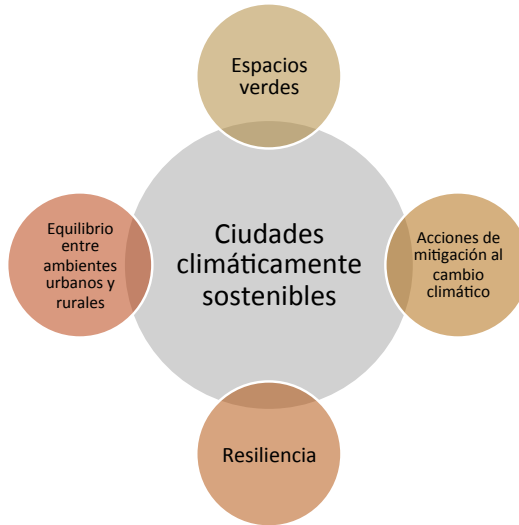 Espacios
verdes
Equilibrio
entre
ambientes
urbanos y
rurales
Ciudades
climáticamente
sostenibles
Acciones de
mitigación al
cambio
climático
Resiliencia